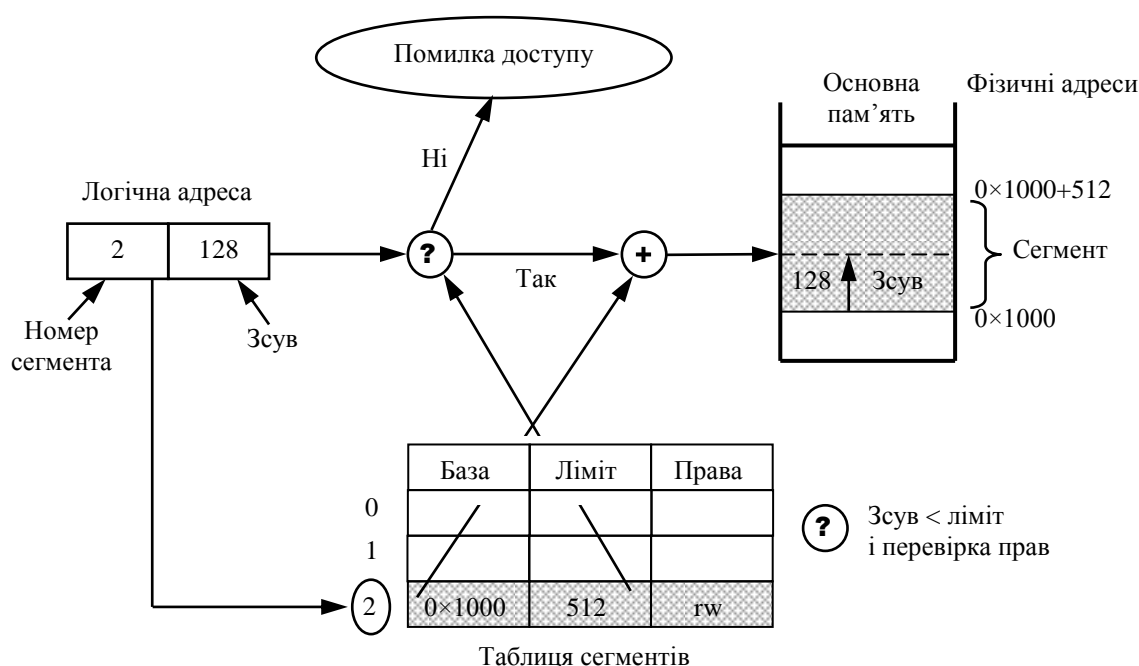 Помилка доступу
Основна
пам’ять
Фізичні адреси
Ні
Логічна адреса
0×1000+512
2
128
?
Так
+
Сегмент
128
Зсув
0×1000
Номер
сегмента
Зсув
База
Ліміт
Права
0
1
2
0×1000
512
rw
?
Зсув < ліміт
і перевірка прав
Таблиця сегментів